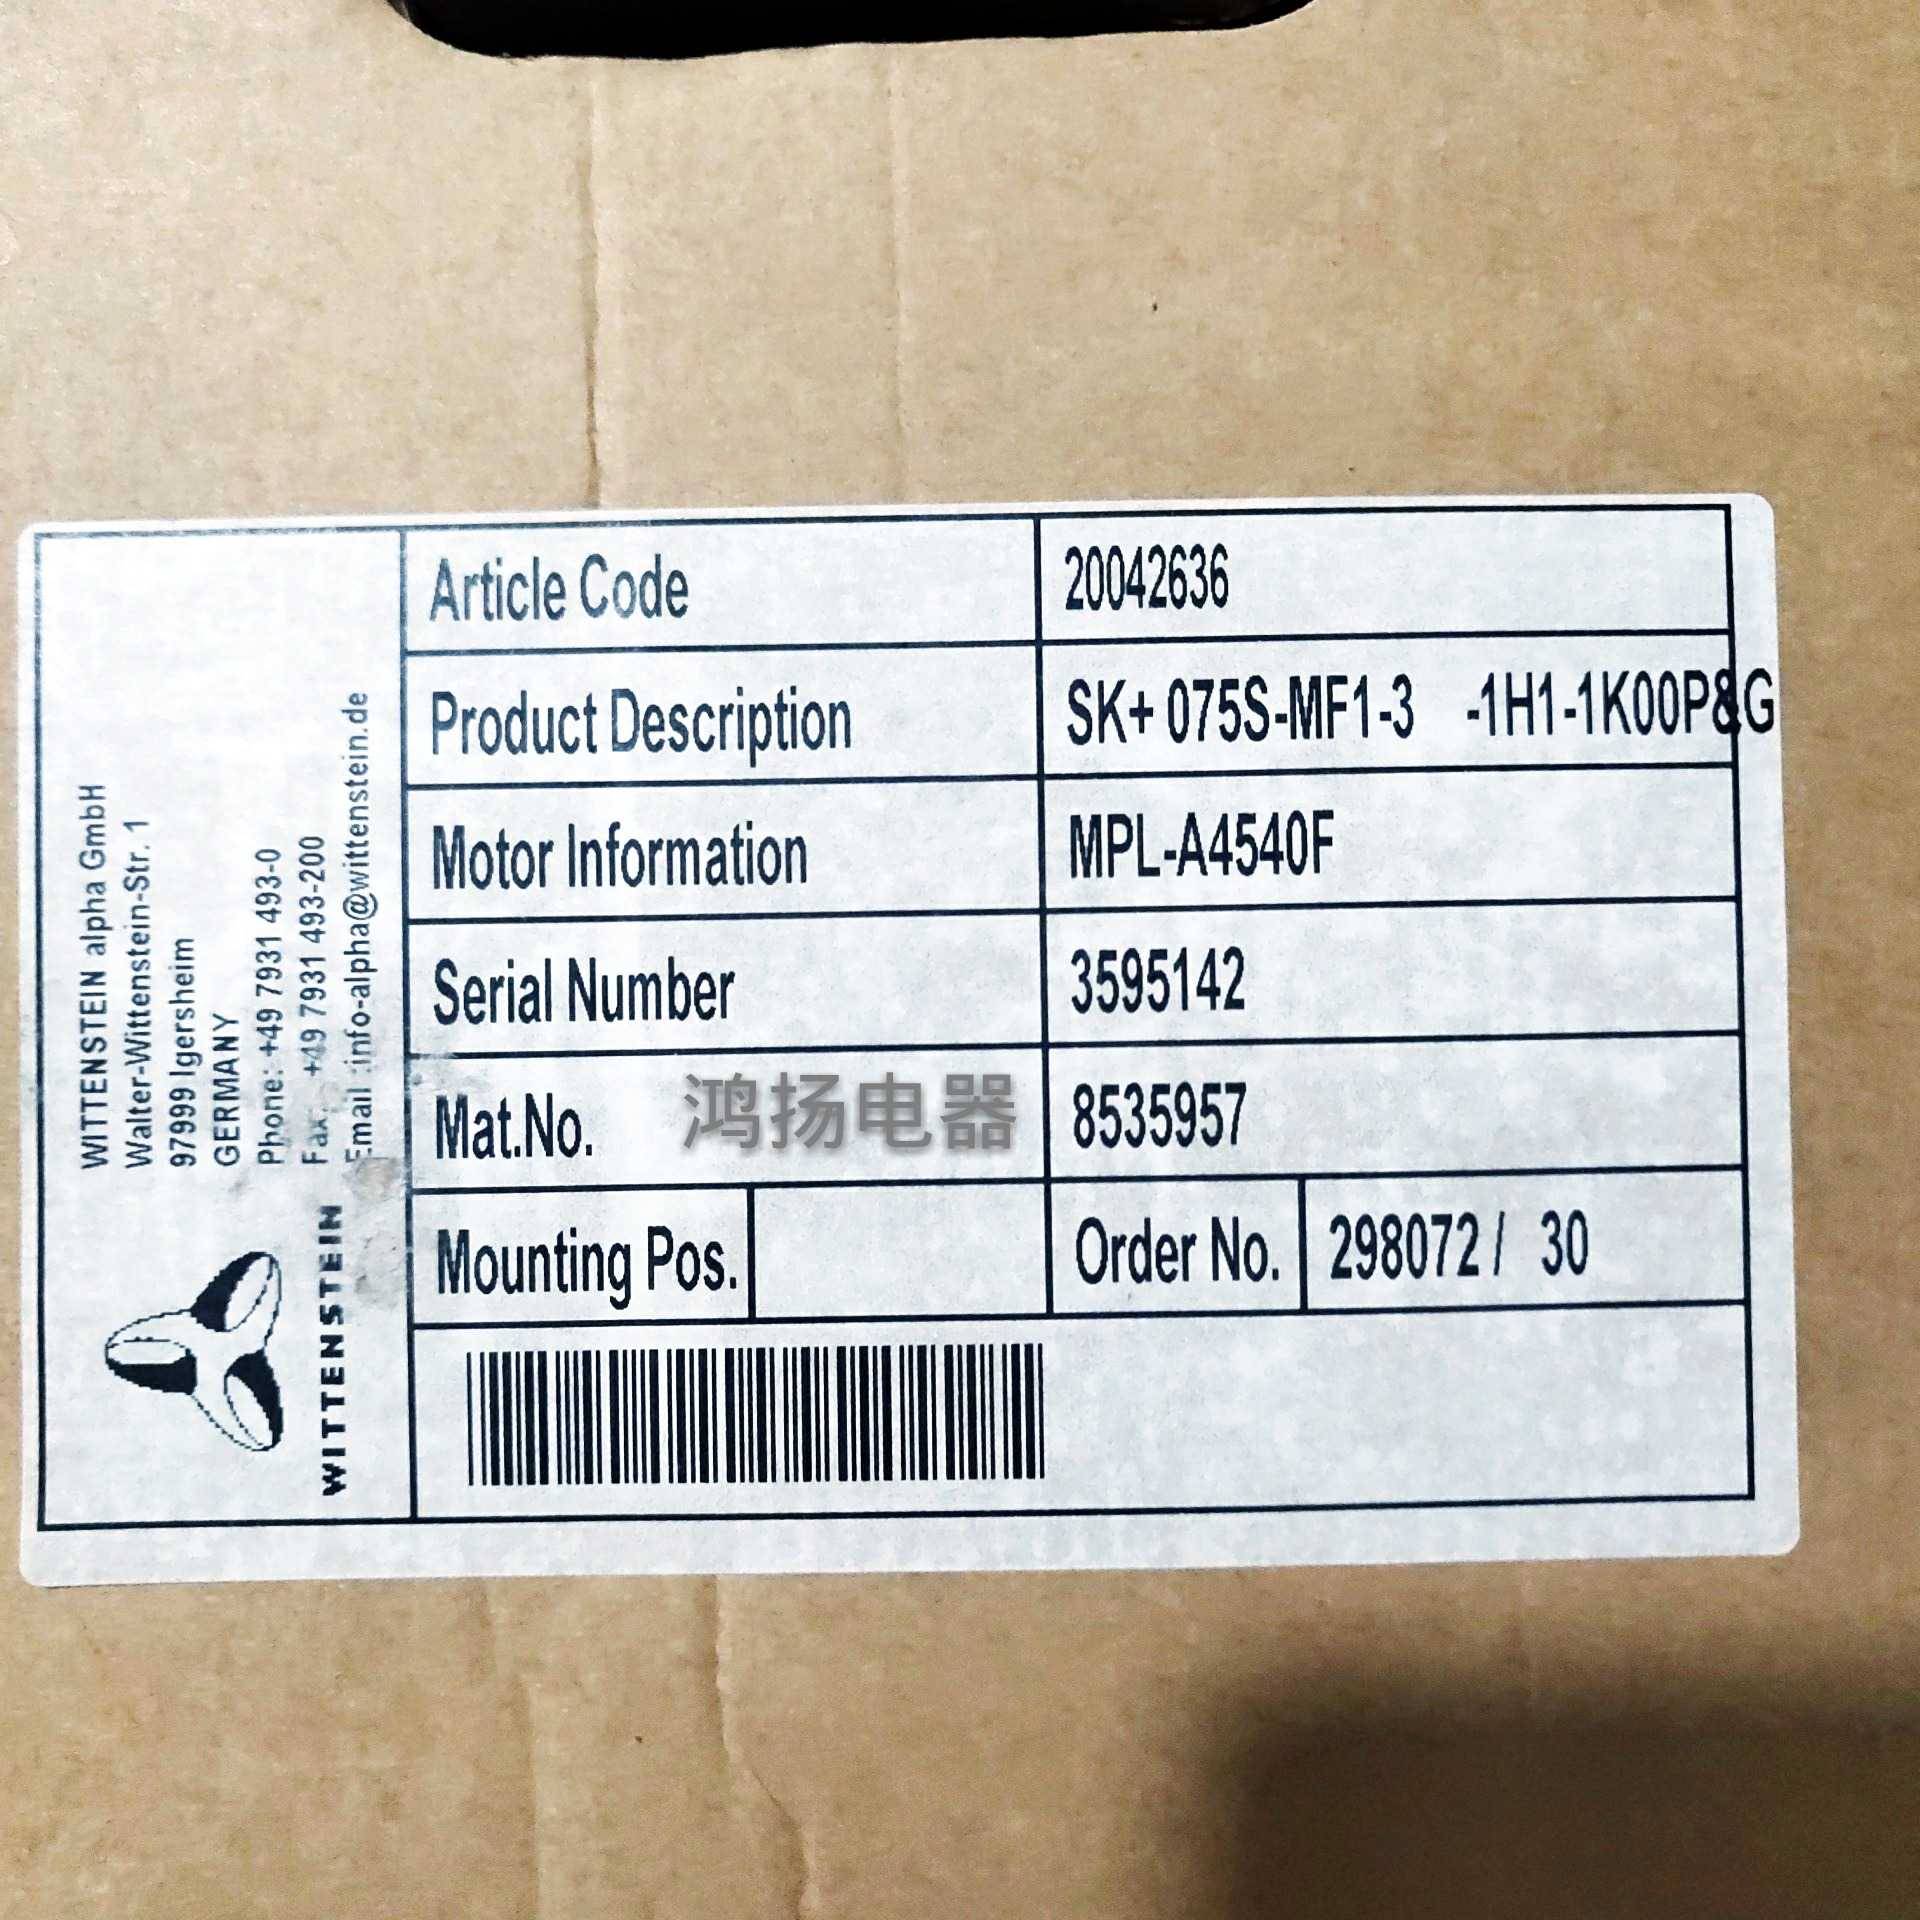 WITTENSTEIN alpha GmbH
Walter-Wittenstein-Str. 1
97999 Igersheim
GERMANY
Phone: +49 7931 493-0
Fax. +49 7931 493-200
Email :info-alpha@wittenstein.de
WITTENSTEIN
Article Code 20042636
Product Description SK+ 075S-MF1-3 -1H1-1K00P&G
Motor Information MPL-A4540F
Serial Number 3595142
Mat.No. 8535957
鸿扬电器
Mounting Pos. Order No. 298072 / 30